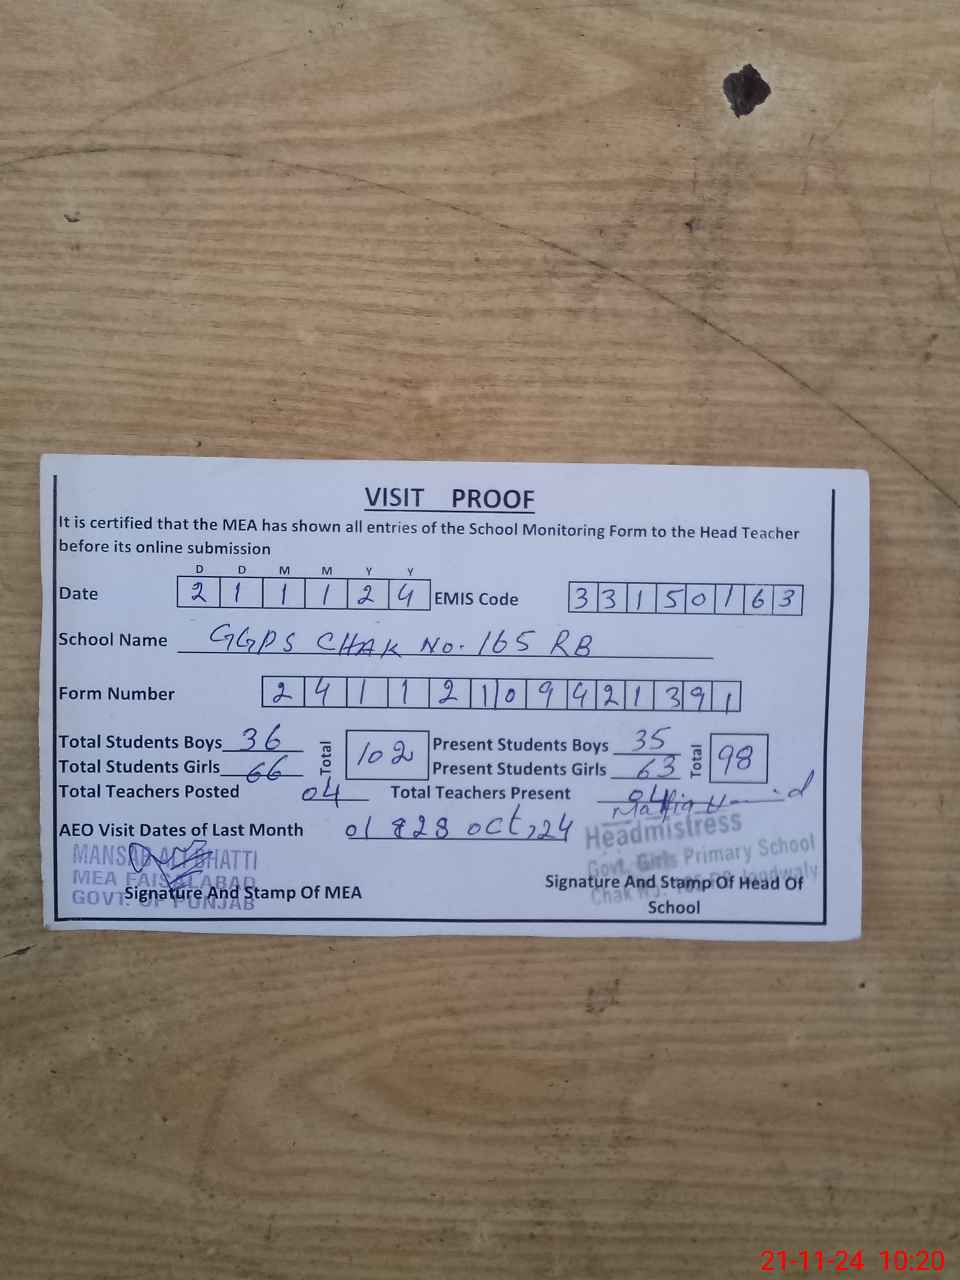 VISIT PROOF
It is certified that the MEA has shown all entries of the School Monitoring Form to the Head Teacher
before its online submission
D D M M Y Y
Date 2 1 1 1 2 4 EMIS Code 3 3 1 5 0 1 6 3
School Name GGPS CHAK No. 165 RB
Form Number 2 4 1 1 2 1 0 9 4 2 1 3 9 1
Total Students Boys 36 Total 102 Present Students Boys 35 Total 98
Total Students Girls 66 Present Students Girls 63
Total Teachers Posted 04 Total Teachers Present 04
AEO Visit Dates of Last Month 01 & 28 Oct, 24
Headmistress
MANSAB ALI BHATTI
Govt. Girls Primary School
MEA FAISALABAD
Signature And Stamp Of MEA
Signature And Stamp Of Head Of
School
GOVT. OF PUNJAB
Chak
21-11-24 10:20